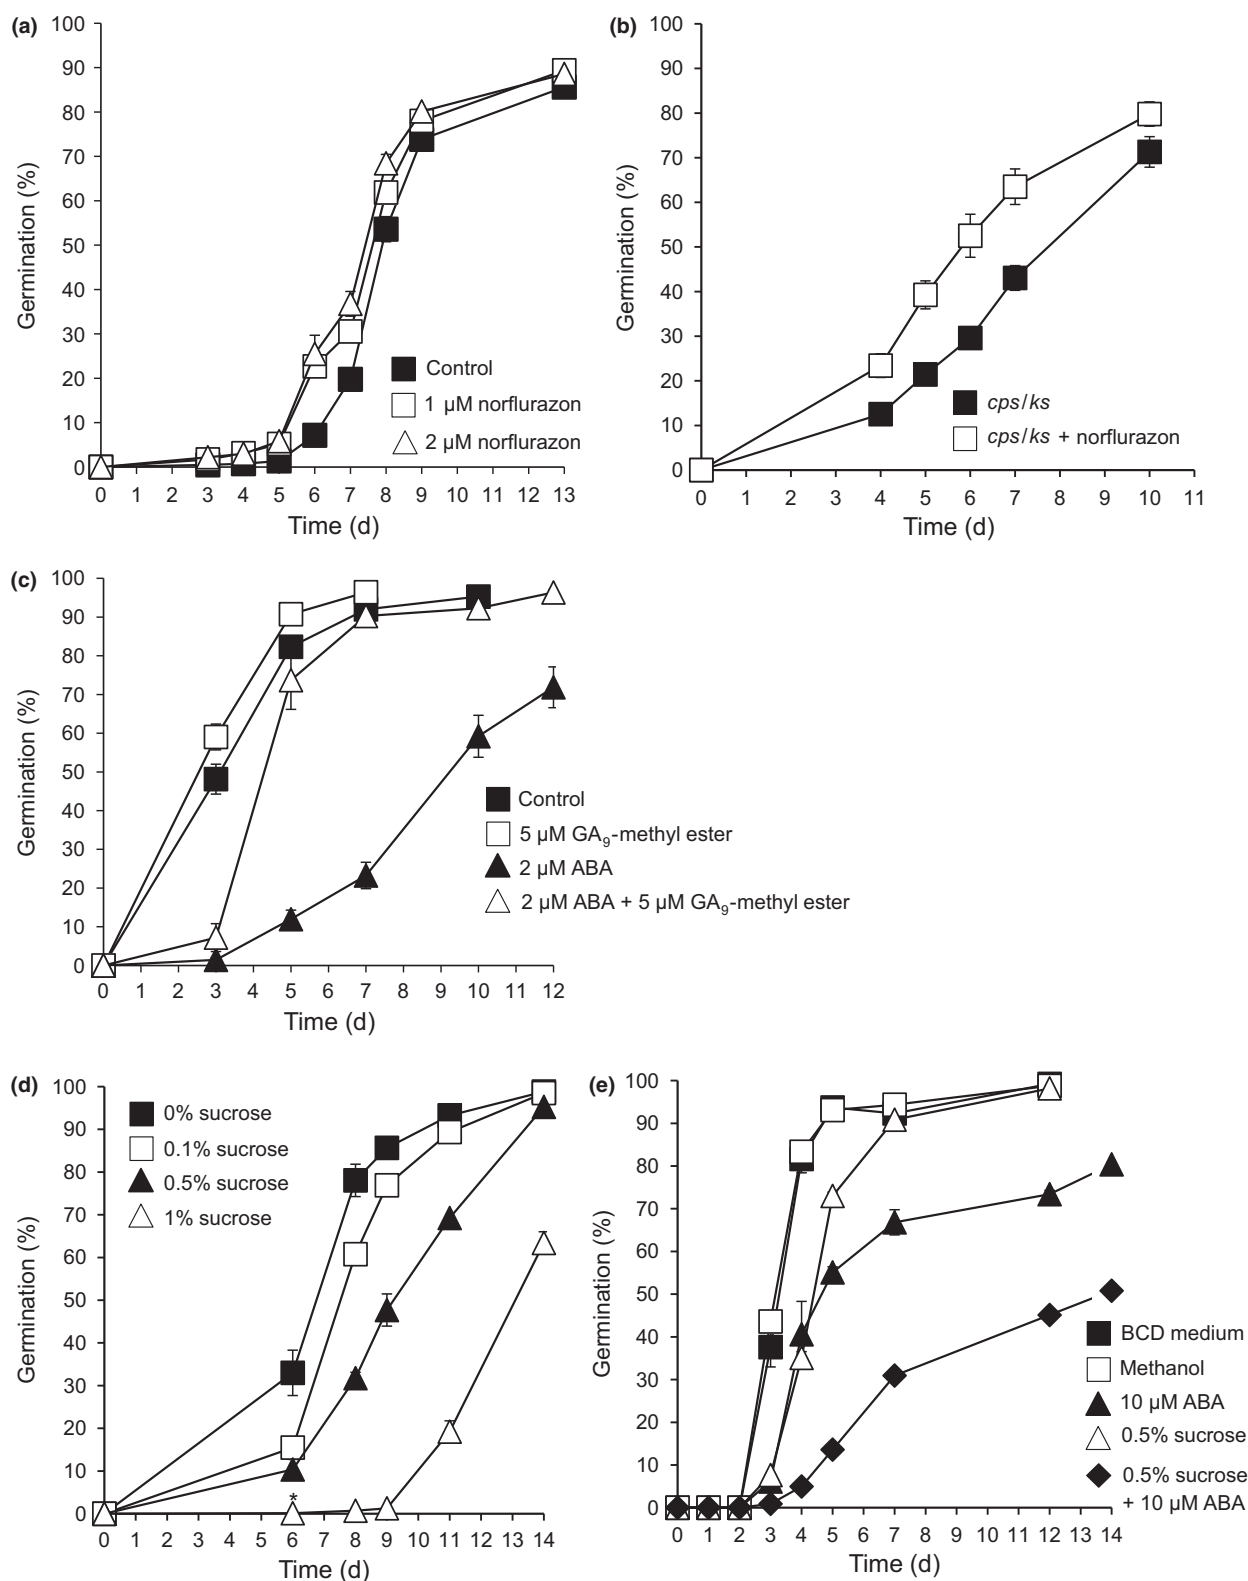 (a)
100
90
80
70
60
50
40
30
20
10
0
Germination (%)
0 1 2 3 4 5 6 7 8 9 10 11 12 13
Time (d)
Control
1 µM norflurazon
2 µM norflurazon
(b)
100
90
80
70
60
50
40
30
20
10
0
Germination (%)
0 1 2 3 4 5 6 7 8 9 10 11
Time (d)
cps/ks
cps/ks + norflurazon
(c)
100
90
80
70
60
50
40
30
20
10
0
Germination (%)
0 1 2 3 4 5 6 7 8 9 10 11 12
Time (d)
Control
5 µM GA9-methyl ester
2 µM ABA
2 µM ABA + 5 µM GA9-methyl ester
(d)
100
90
80
70
60
50
40
30
20
10
0
Germination (%)
0 1 2 3 4 5 6 7 8 9 10 11 12 13 14
Time (d)
0% sucrose
0.1% sucrose
0.5% sucrose
1% sucrose
*
(e)
100
90
80
70
60
50
40
30
20
10
0
Germination (%)
0 1 2 3 4 5 6 7 8 9 10 11 12 13 14
Time (d)
BCD medium
Methanol
10 µM ABA
0.5% sucrose
0.5% sucrose
+ 10 µM ABA